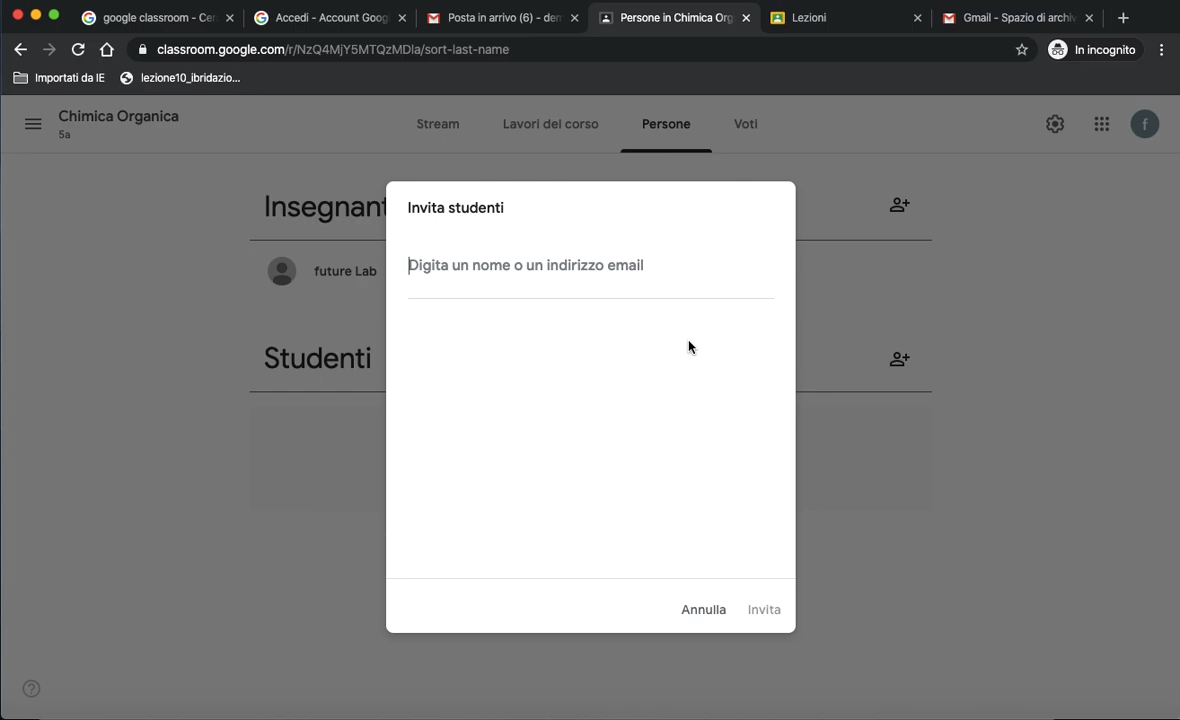 google classroom - Cer
Accedi - Account Goog
Posta in arrivo (6) - den
Persone in Chimica Org
Lezioni
Gmail - Spazio di archiv
classroom.google.com/r/NzQ4MjY5MTQzMDla/sort-last-name
In incognito
Importati da IE
lezione10_ibridazio...
Chimica Organica
5a
Stream
Lavori del corso
Persone
Voti
f
Insegnant
future Lab
Studenti
Invita studenti
Digita un nome o un indirizzo email
Annulla
Invita